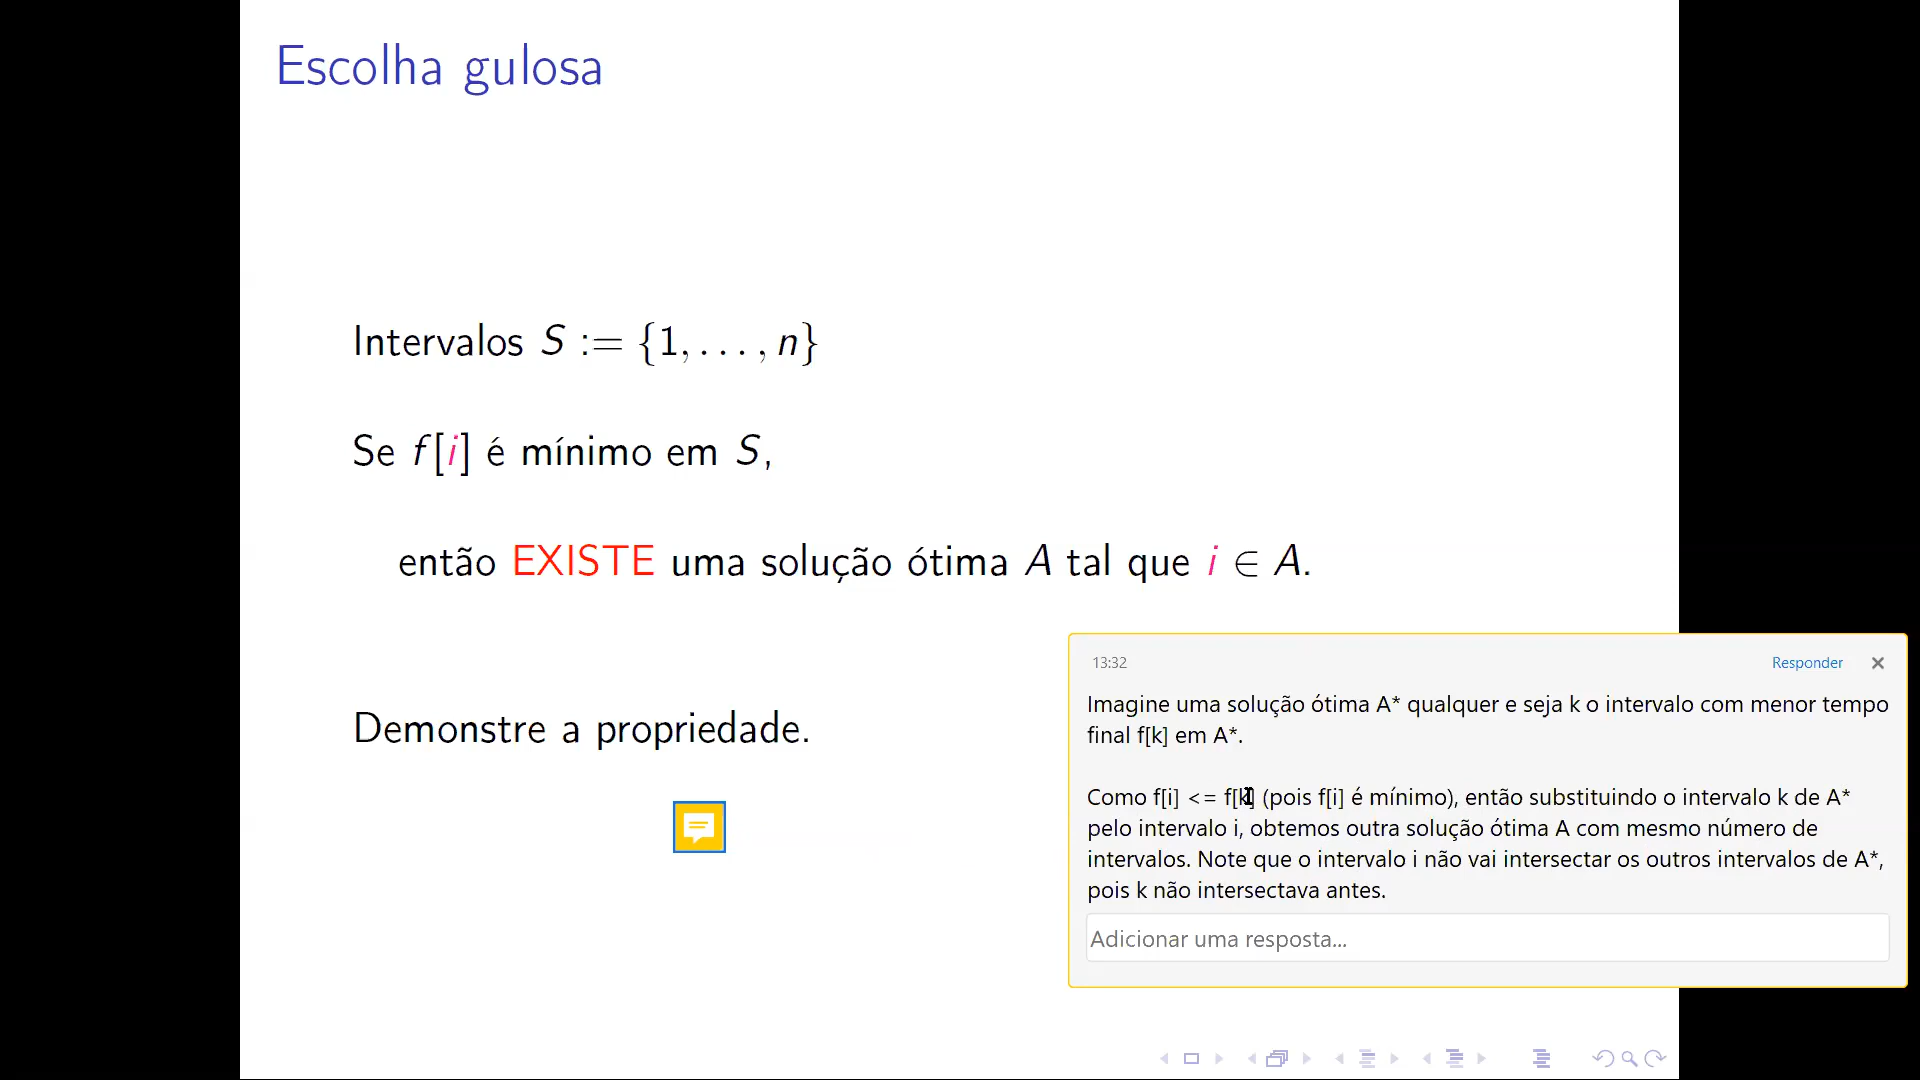 Escolha gulosa
Intervalos S := {1, . . . , n}
Se f[i] é mínimo em S,
então EXISTE uma solução ótima A tal que i ∈ A.
Demonstre a propriedade.
13:32
Responder
Imagine uma solução ótima A* qualquer e seja k o intervalo com menor tempo
final f[k] em A*.
Como f[i] <= f[k] (pois f[i] é mínimo), então substituindo o intervalo k de A*
pelo intervalo i, obtemos outra solução ótima A com mesmo número de
intervalos. Note que o intervalo i não vai intersectar os outros intervalos de A*,
pois k não intersectava antes.
Adicionar uma resposta...